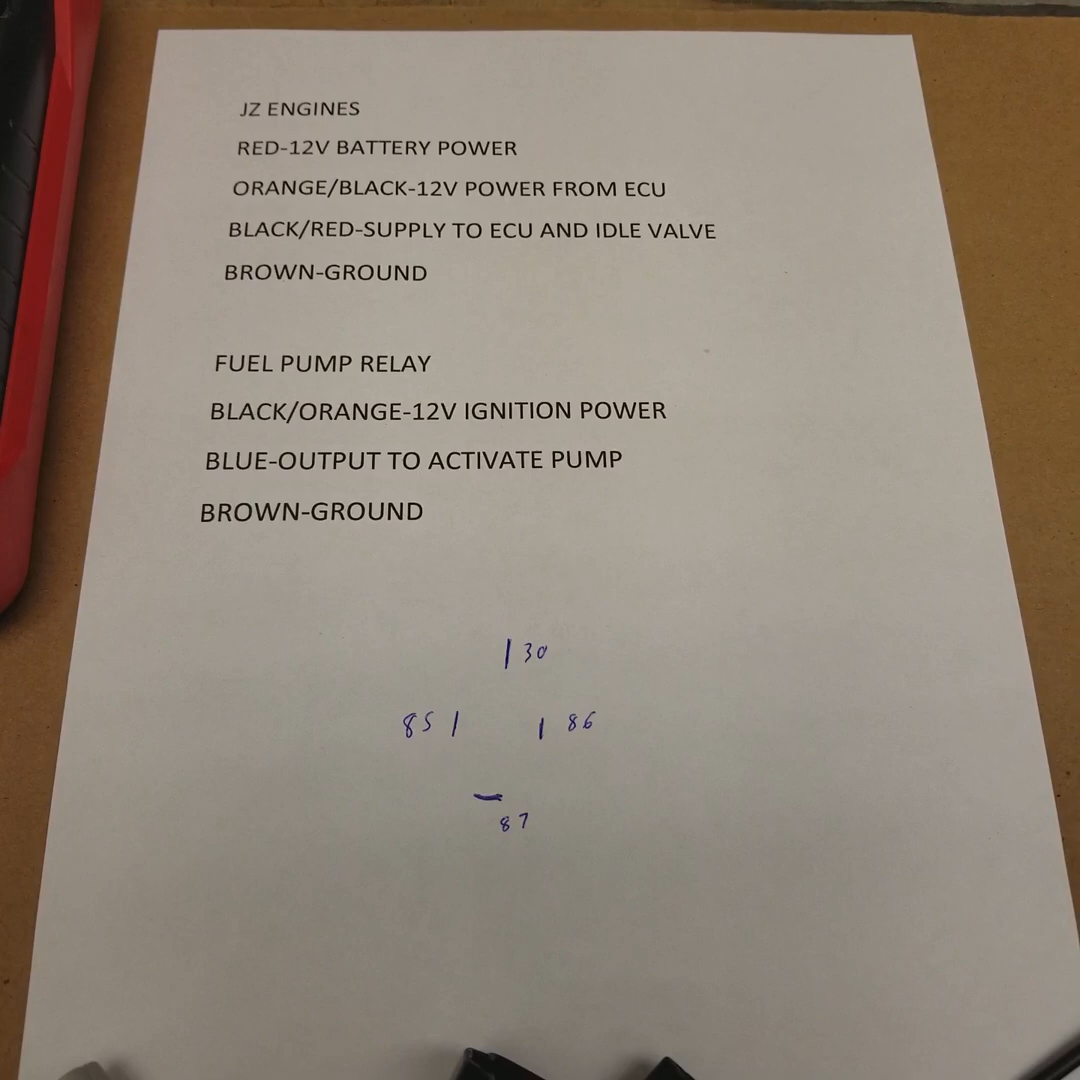 JZ ENGINES
RED-12V BATTERY POWER
ORANGE/BLACK-12V POWER FROM ECU
BLACK/RED-SUPPLY TO ECU AND IDLE VALVE
BROWN-GROUND
FUEL PUMP RELAY
BLACK/ORANGE-12V IGNITION POWER
BLUE-OUTPUT TO ACTIVATE PUMP
BROWN-GROUND
30
85 86
87